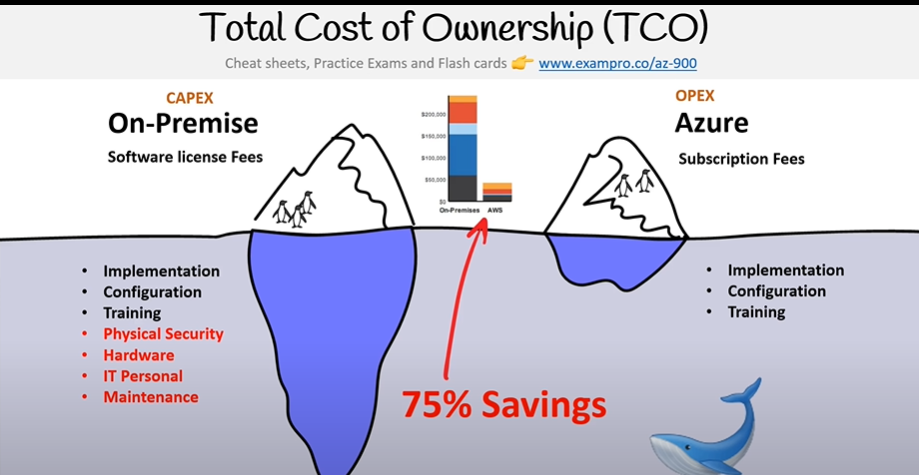 Total Cost of Ownership (TCO)
Cheat sheets, Practice Exams and Flash cards 👉 www.exampro.co/az-900
CAPEX
On-Premise
Software license Fees
$200,000
$150,000
$100,000
$50,000
$0
On-Premises AWS
OPEX
Azure
Subscription Fees
• Implementation
• Configuration
• Training
• Physical Security
• Hardware
• IT Personal
• Maintenance
75% Savings
• Implementation
• Configuration
• Training